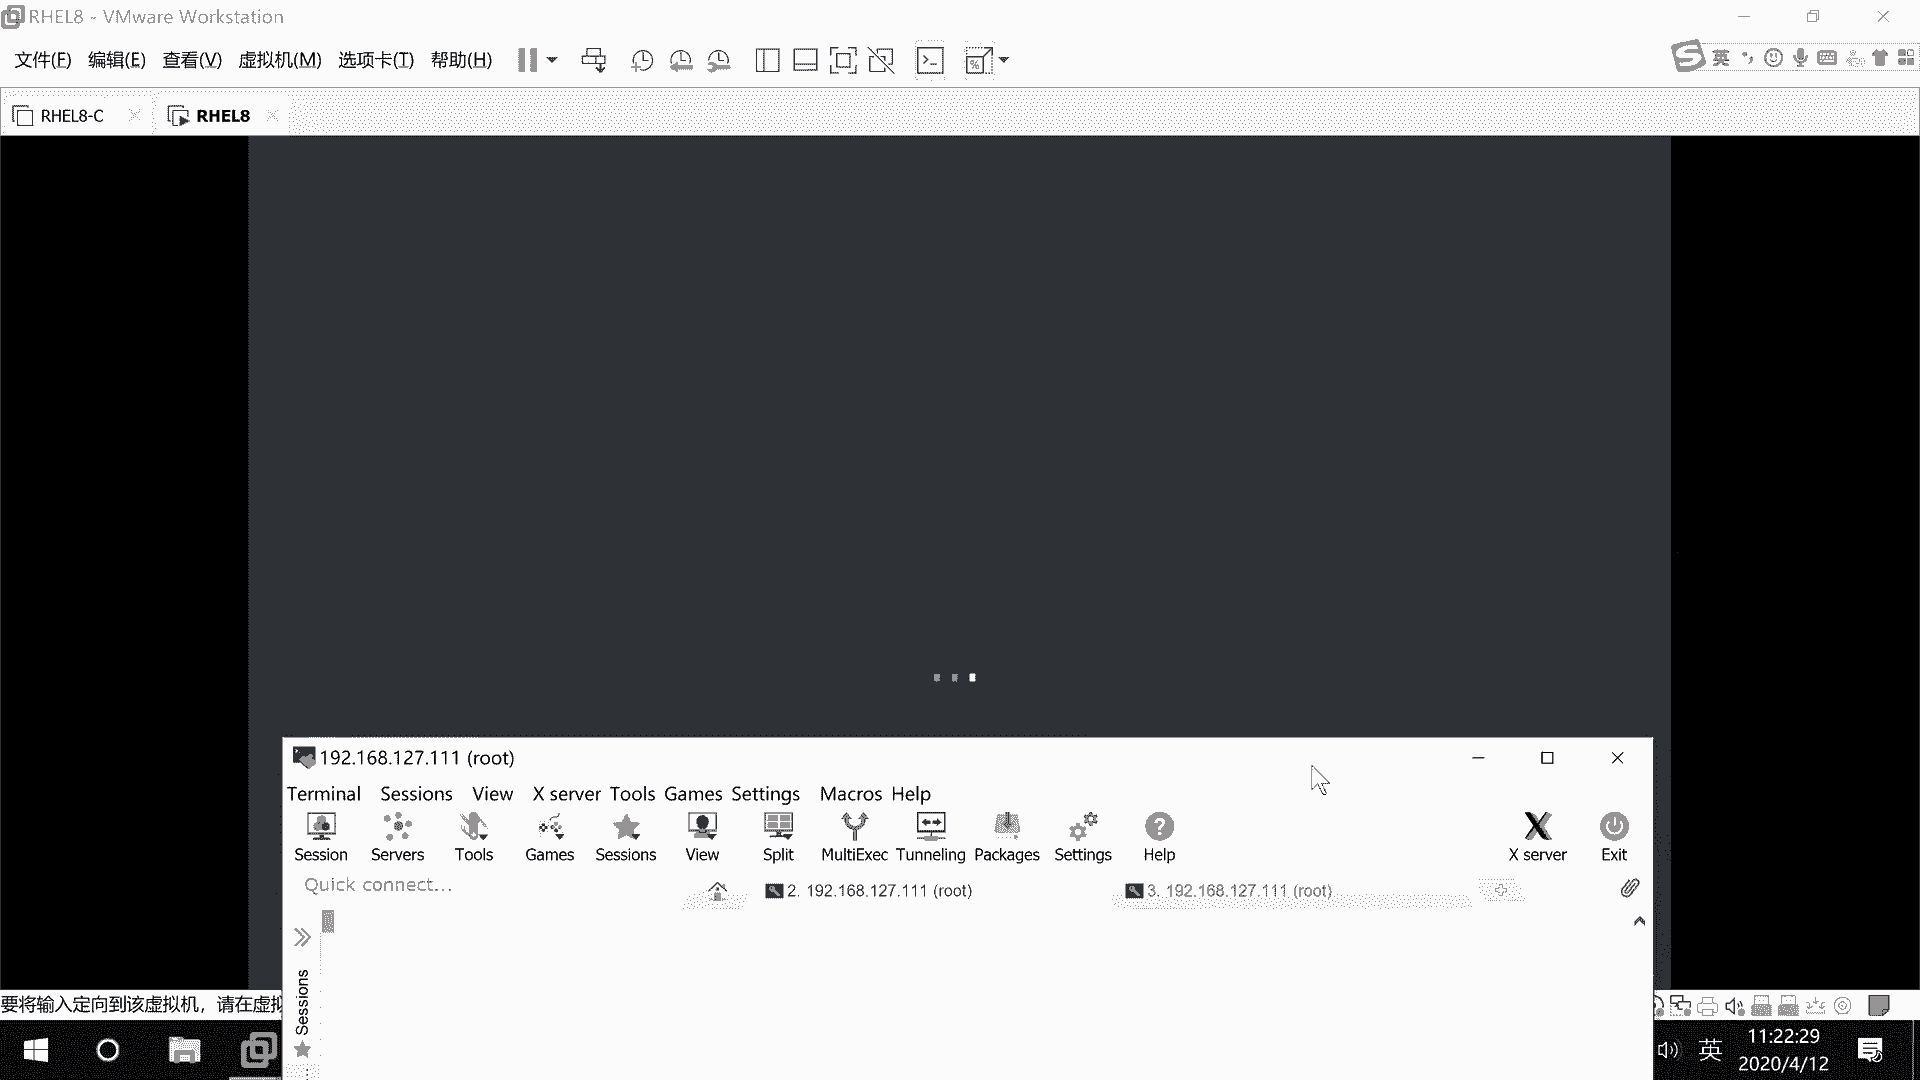 RHEL8 - VMware Workstation
文件(F) 编辑(E) 查看(V) 虚拟机(M) 选项卡(T) 帮助(H)
英
RHEL8-C RHEL8
192.168.127.111 (root)
Terminal Sessions View X server Tools Games Settings Macros Help
Session Servers Tools Games Sessions View Split MultiExec Tunneling Packages Settings Help X server Exit
Quick connect... 2. 192.168.127.111 (root) 3. 192.168.127.111 (root)
Sessions
要将输入定向到该虚拟机，请在虚拟
英 11:22:29
2020/4/12